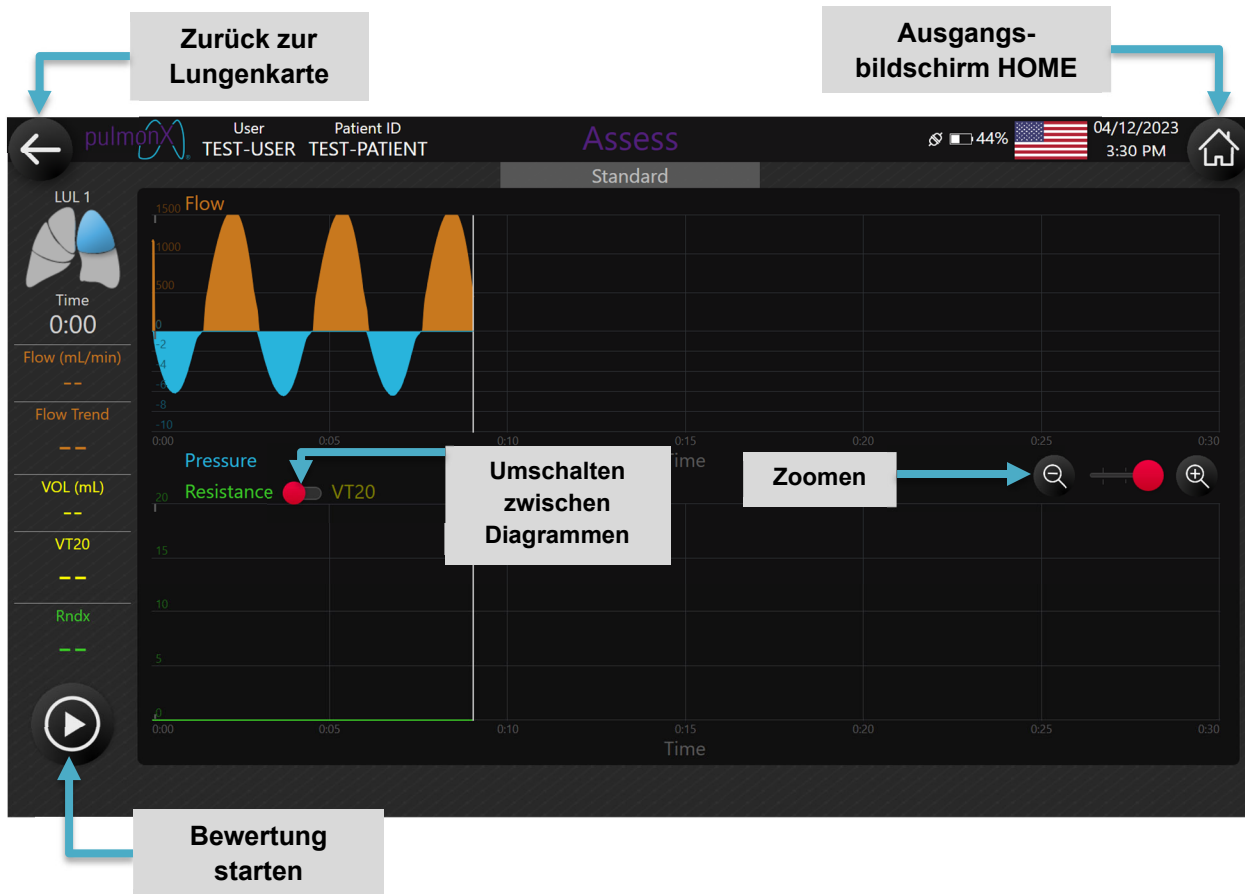 Zurück zur
Lungenkarte
Ausgangs-
bildschirm HOME
pulmonX®
User
TEST-USER
Patient ID
TEST-PATIENT
Assess
44%
04/12/2023
3:30 PM
Standard
LUL 1
Time
0:00
Flow (mL/min)
--
Flow Trend
--
VOL (mL)
--
VT20
--
Rndx
--
Flow
1500
1000
500
0
-2
-4
-6
-8
-10
0:00 0:05 0:10 0:15 0:20 0:25 0:30
Time
Pressure
Resistance VT20
Umschalten
zwischen
Diagrammen
Zoomen
20
15
10
5
0
0:00 0:05 0:10 0:15 0:20 0:25 0:30
Time
Bewertung
starten